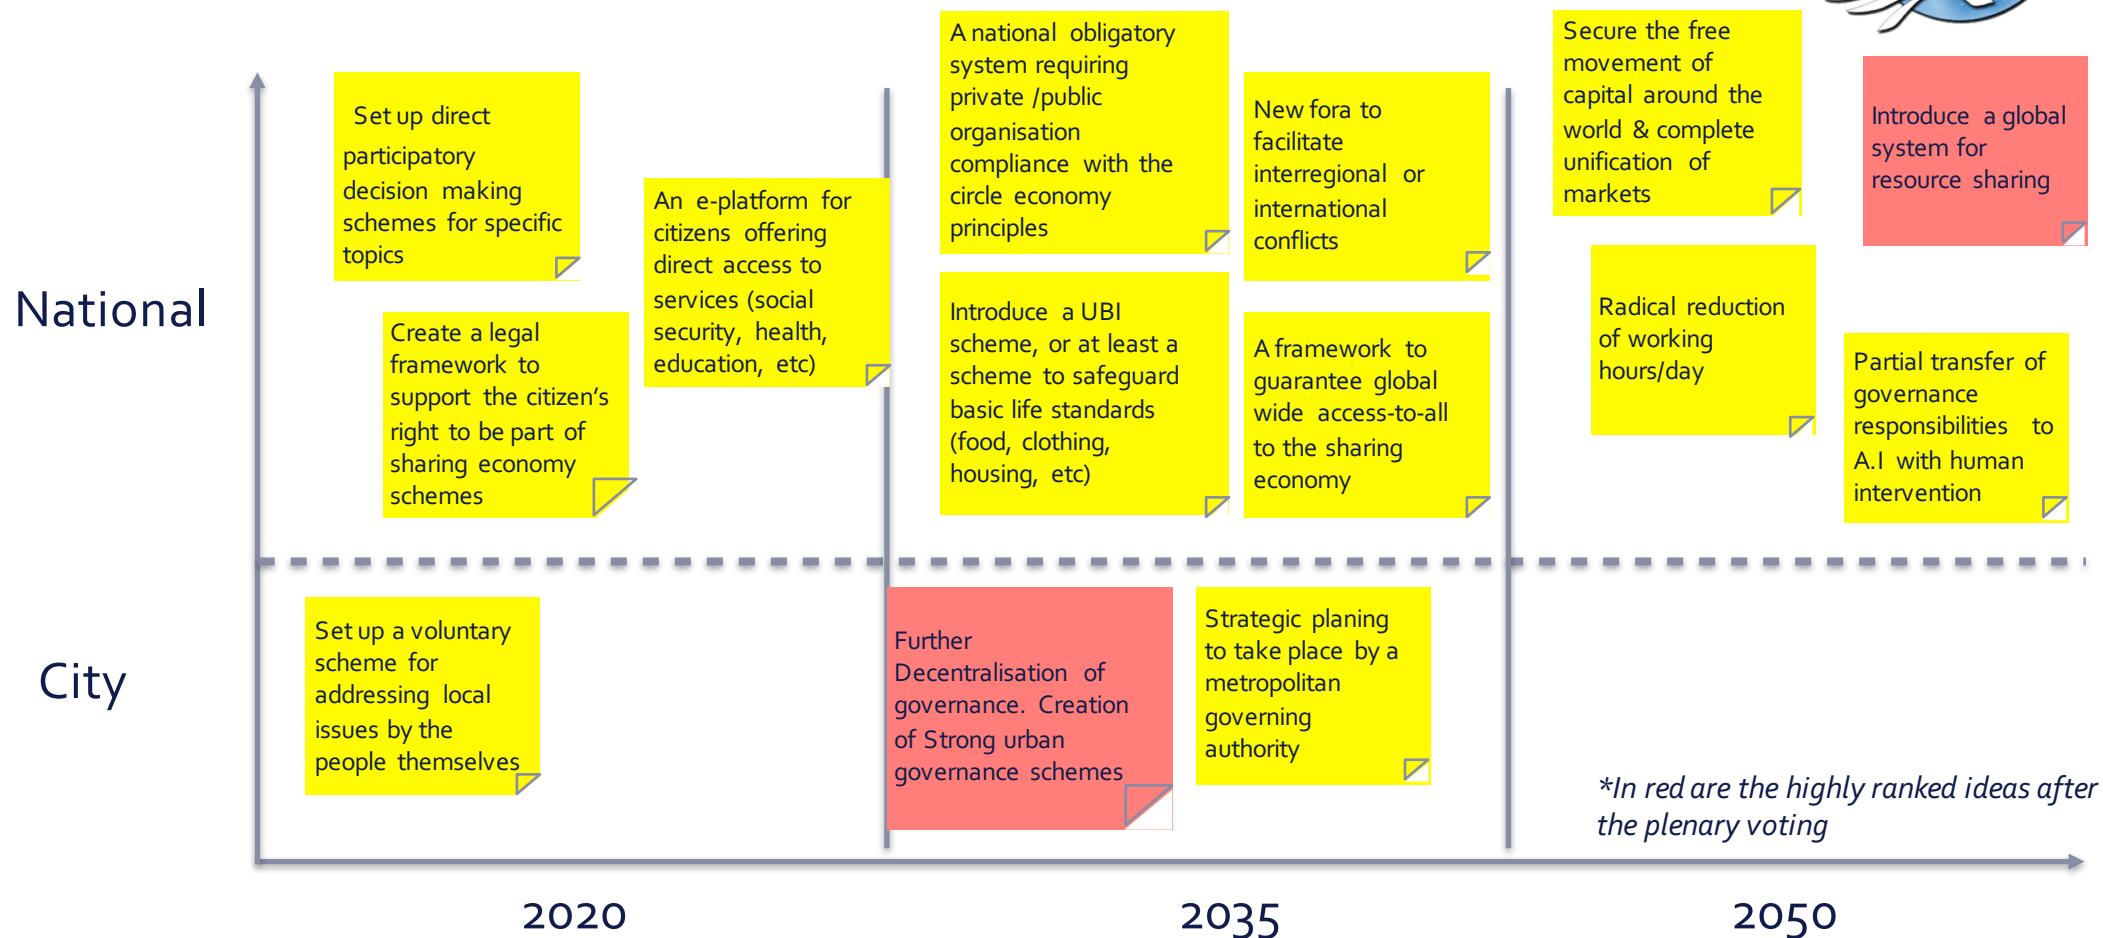 National
Set up direct
participatory
decision making
schemes for specific
topics
Create a legal
framework to
support the citizen's
right to be part of
sharing economy
schemes
An e-platform for
citizens offering
direct access to
services (social
security, health,
education, etc)
A national obligatory
system requiring
private /public
organisation
compliance with the
circle economy
principles
New fora to
facilitate
interregional or
international
conflicts
Introduce a UBI
scheme, or at least a
scheme to safeguard
basic life standards
(food, clothing,
housing, etc)
A framework to
guarantee global
wide access-to-all
to the sharing
economy
Secure the free
movement of
capital around the
world & complete
unification of
markets
Introduce a global
system for
resource sharing
Radical reduction
of working
hours/day
Partial transfer of
governance
responsibilities to
A.I with human
intervention
City
Set up a voluntary
scheme for
addressing local
issues by the
people themselves
Further
Decentralisation of
governance. Creation
of Strong urban
governance schemes
Strategic planing
to take place by a
metropolitan
governing
authority
*In red are the highly ranked ideas after
the plenary voting
2020
2035
2050